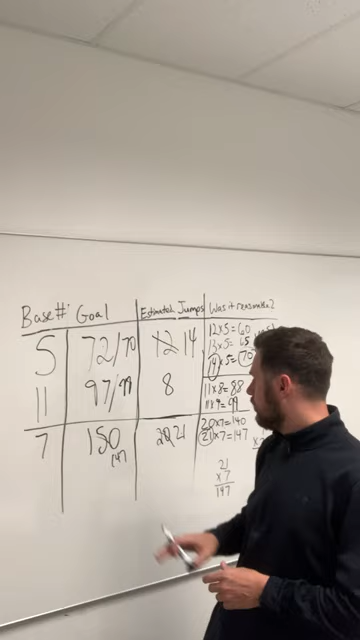 Base # Goal Estimated Jumps Was it reasonable?
5 72/70 12 14
12x5=60
13x5=65
14x5=70
11 97/99 8
11x8=88
11x9=99
7 150 147 20 21
20x7=140
21x7=147
21
x7
147